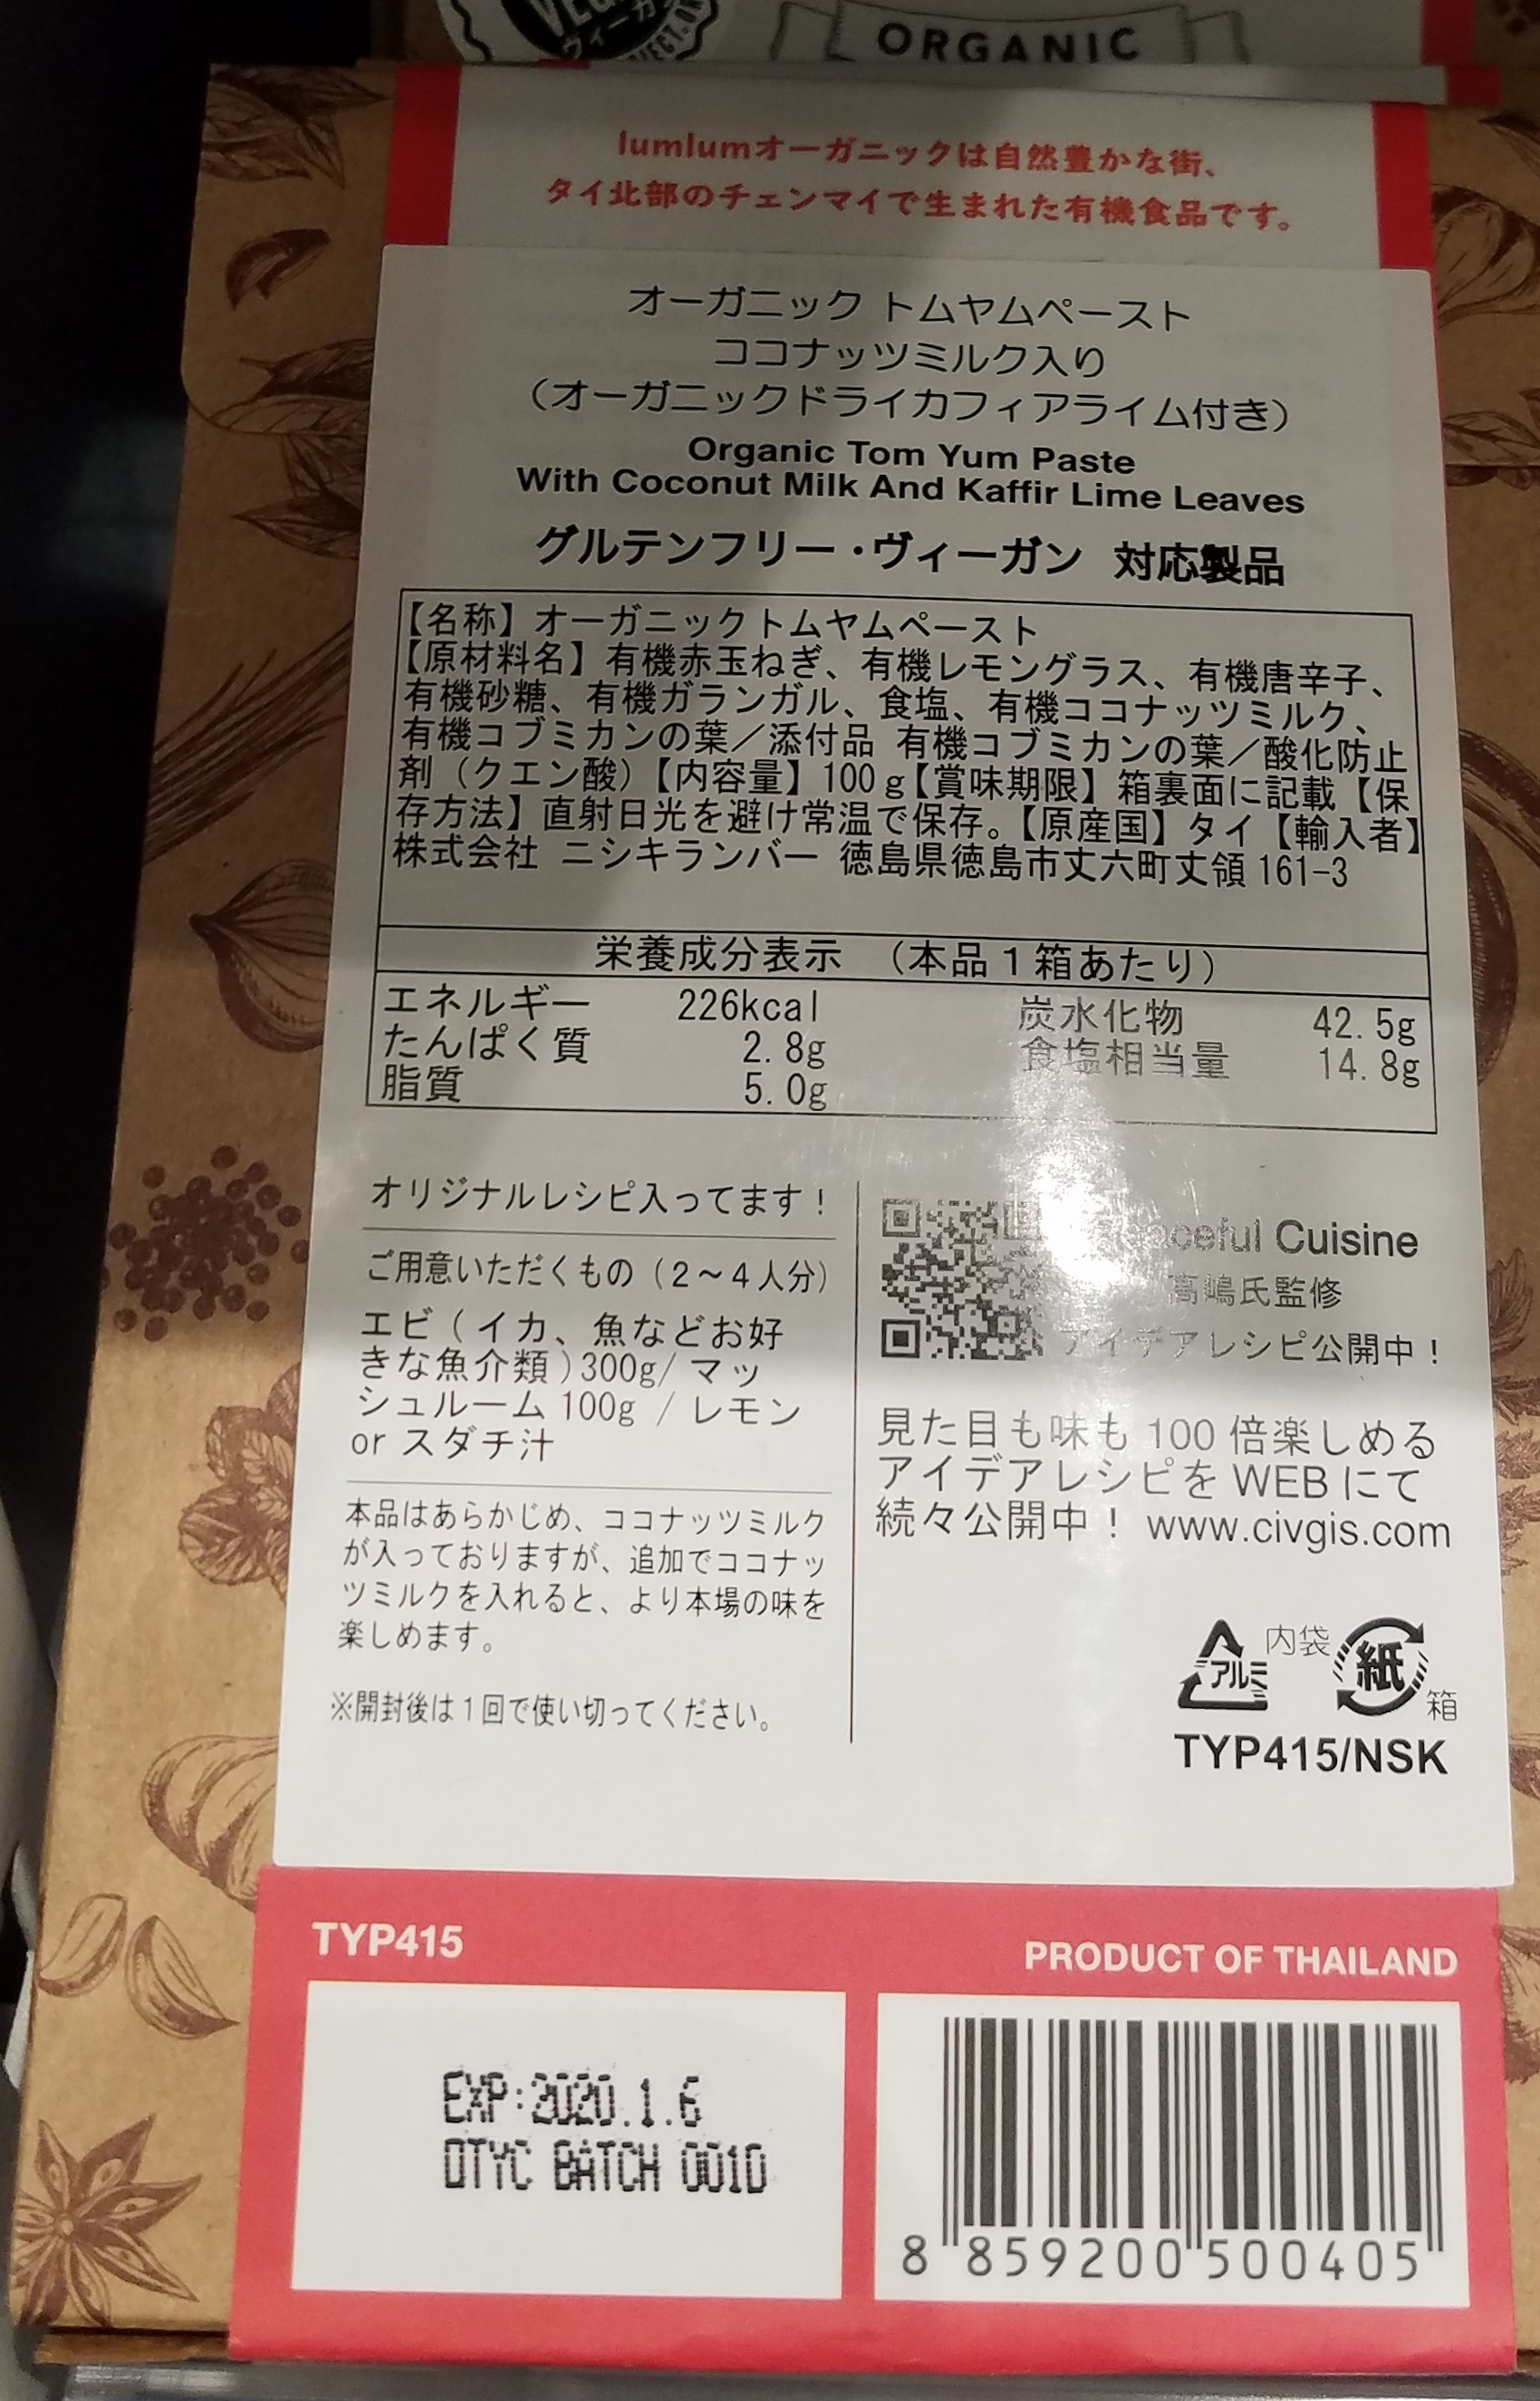 ヴィーガ
ORGANIC
lumlumオーガニックは自然豊かな街、
タイ北部のチェンマイで生まれた有機食品です。
オーガニック トムヤムペースト
ココナッツミルク入り
（オーガニックドライカフィアライム付き）
Organic Tom Yum Paste
With Coconut Milk And Kaffir Lime Leaves
グルテンフリー・ヴィーガン 対応製品
【名称】オーガニックトムヤムペースト
【原材料名】有機赤玉ねぎ、有機レモングラス、有機唐辛子、
有機砂糖、有機ガランガル、食塩、有機ココナッツミルク、
有機コブミカンの葉／添付品 有機コブミカンの葉／酸化防止
剤（クエン酸）【内容量】100g【賞味期限】箱裏面に記載【保
存方法】直射日光を避け常温で保存。【原産国】タイ【輸入者】
株式会社 ニシキランバー 徳島県徳島市丈六町丈領 161-3
栄養成分表示 （本品1箱あたり）
エネルギー 226kcal 炭水化物 42.5g
たんぱく質 2.8g 食塩相当量 14.8g
脂質 5.0g
オリジナルレシピ入ってます！
ご用意いただくもの（2～4人分）
エビ（イカ、魚などお好
きな魚介類）300g/ マッ
シュルーム 100g / レモン
or スダチ汁
本品はあらかじめ、ココナッツミルク
が入っておりますが、追加でココナッ
ツミルクを入れると、より本場の味を
楽しめます。
※開封後は1回で使い切ってください。
Cuisine
高嶋氏監修
アイデアレシピ公開中！
見た目も味も 100 倍楽しめる
アイデアレシピを WEB にて
続々公開中！ www.civgis.com
アルミ 内袋 紙 箱
TYP415/NSK
TYP415
PRODUCT OF THAILAND
EXP:2020.1.6
OTYC BATCH 0010
8 859200 500405